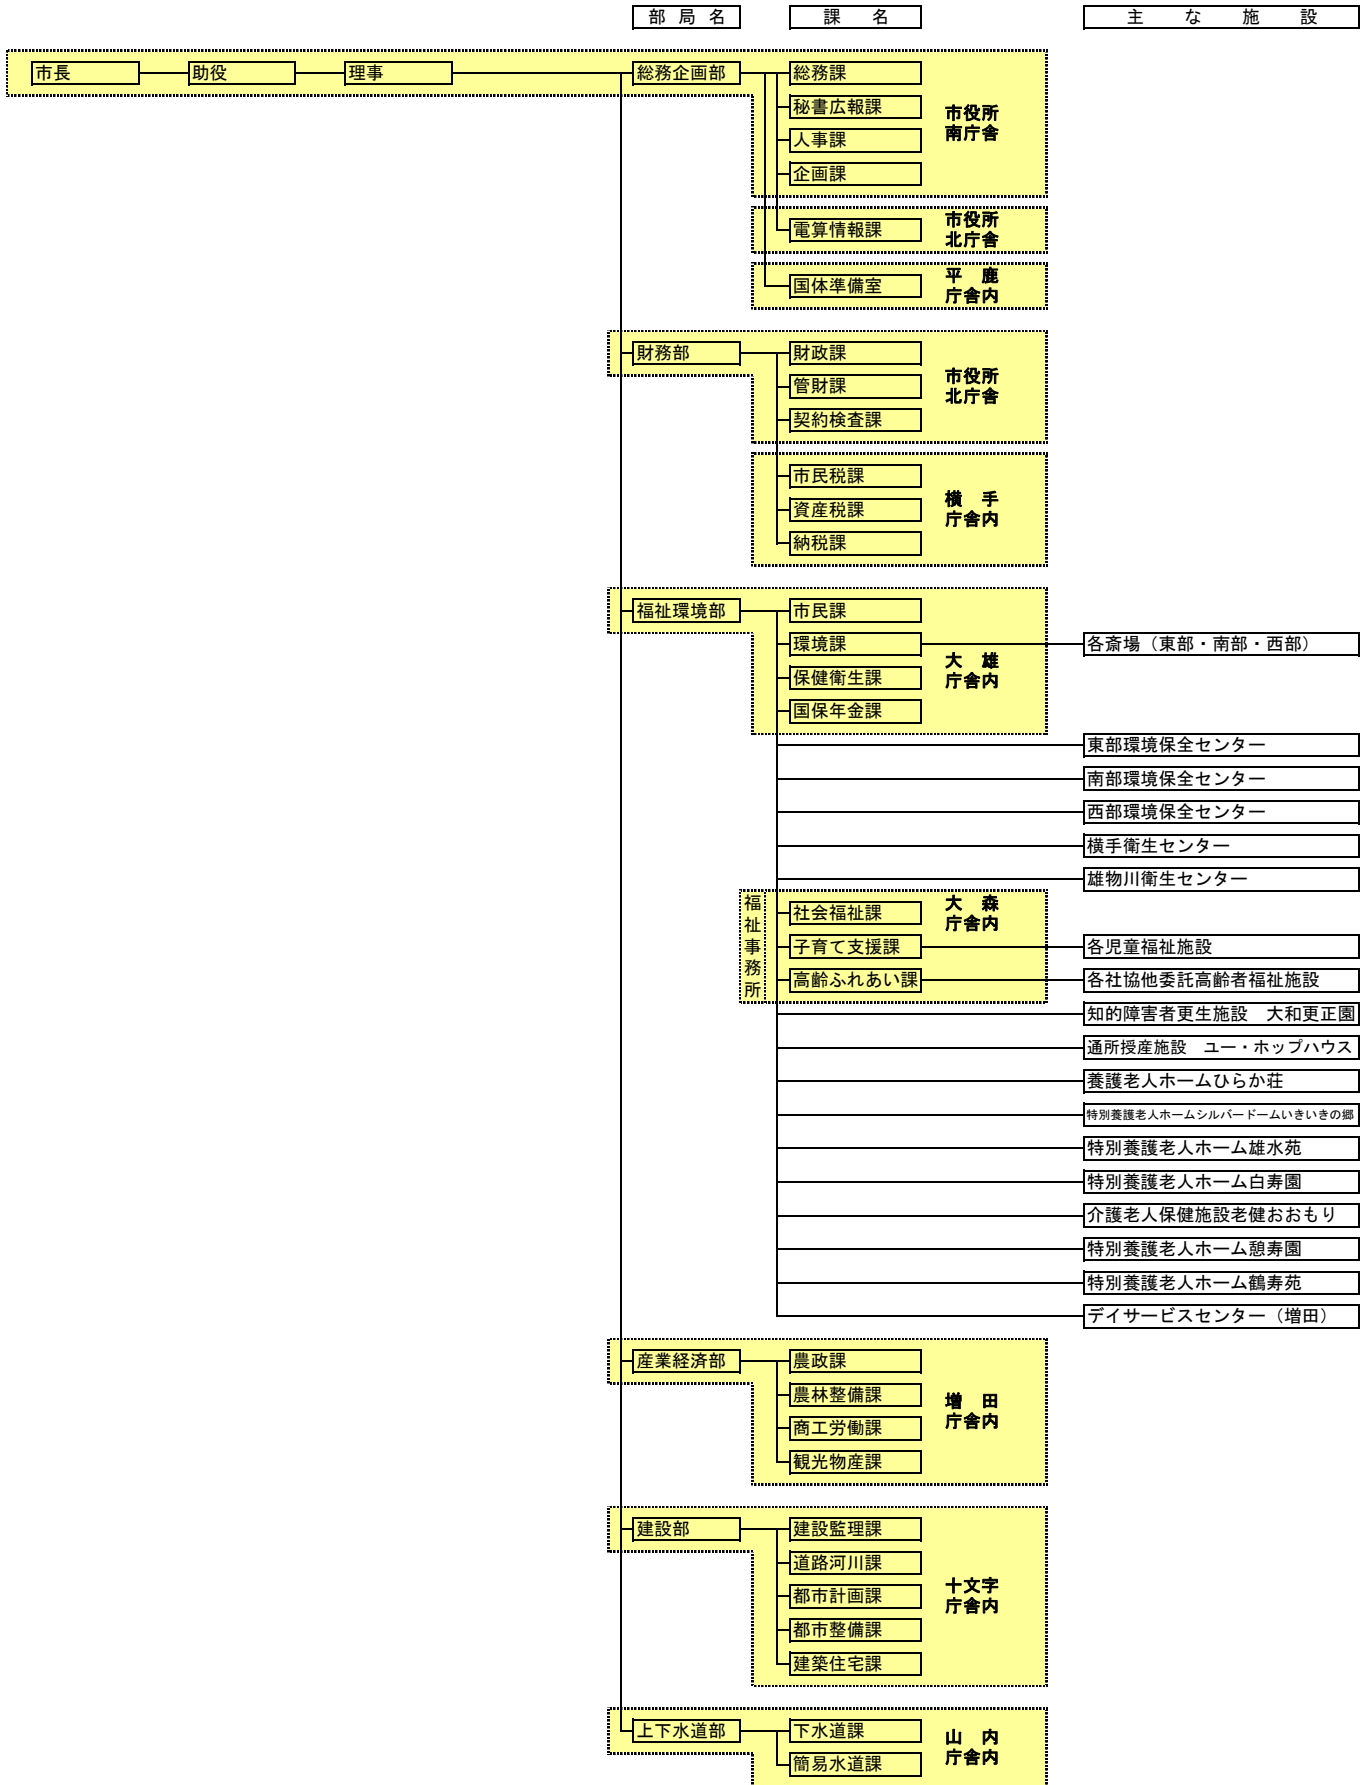 部 局 名　課　名　主　な　施　設
市長　助役　理事　総務企画部　総務課
秘書広報課
市役所
南庁舎
人事課
企画課
電算情報課
市役所
北庁舎
国体準備室
平　鹿
庁舎内
財務部　財政課
管財課
市役所
北庁舎
契約検査課
市民税課
資産税課
横　手
庁舎内
納税課
福祉環境部　市民課
環境課　各斎場（東部・南部・西部）
大　雄
庁舎内
保健衛生課
国保年金課
東部環境保全センター
南部環境保全センター
西部環境保全センター
横手衛生センター
雄物川衛生センター
福祉事務所
社会福祉課
大　森
庁舎内
子育て支援課　各児童福祉施設
高齢ふれあい課　各社協他委託高齢者福祉施設
知的障害者更生施設　大和更正園
通所授産施設　ユー・ホップハウス
養護老人ホームひらか荘
特別養護老人ホームシルバードームいきいきの郷
特別養護老人ホーム雄水苑
特別養護老人ホーム白寿園
介護老人保健施設老健おおもり
特別養護老人ホーム憩寿園
特別養護老人ホーム鶴寿苑
デイサービスセンター（増田）
産業経済部　農政課
農林整備課
増　田
庁舎内
商工労働課
観光物産課
建設部　建設監理課
道路河川課
都市計画課
十文字
庁舎内
都市整備課
建築住宅課
上下水道部　下水道課
山　内
庁舎内
簡易水道課